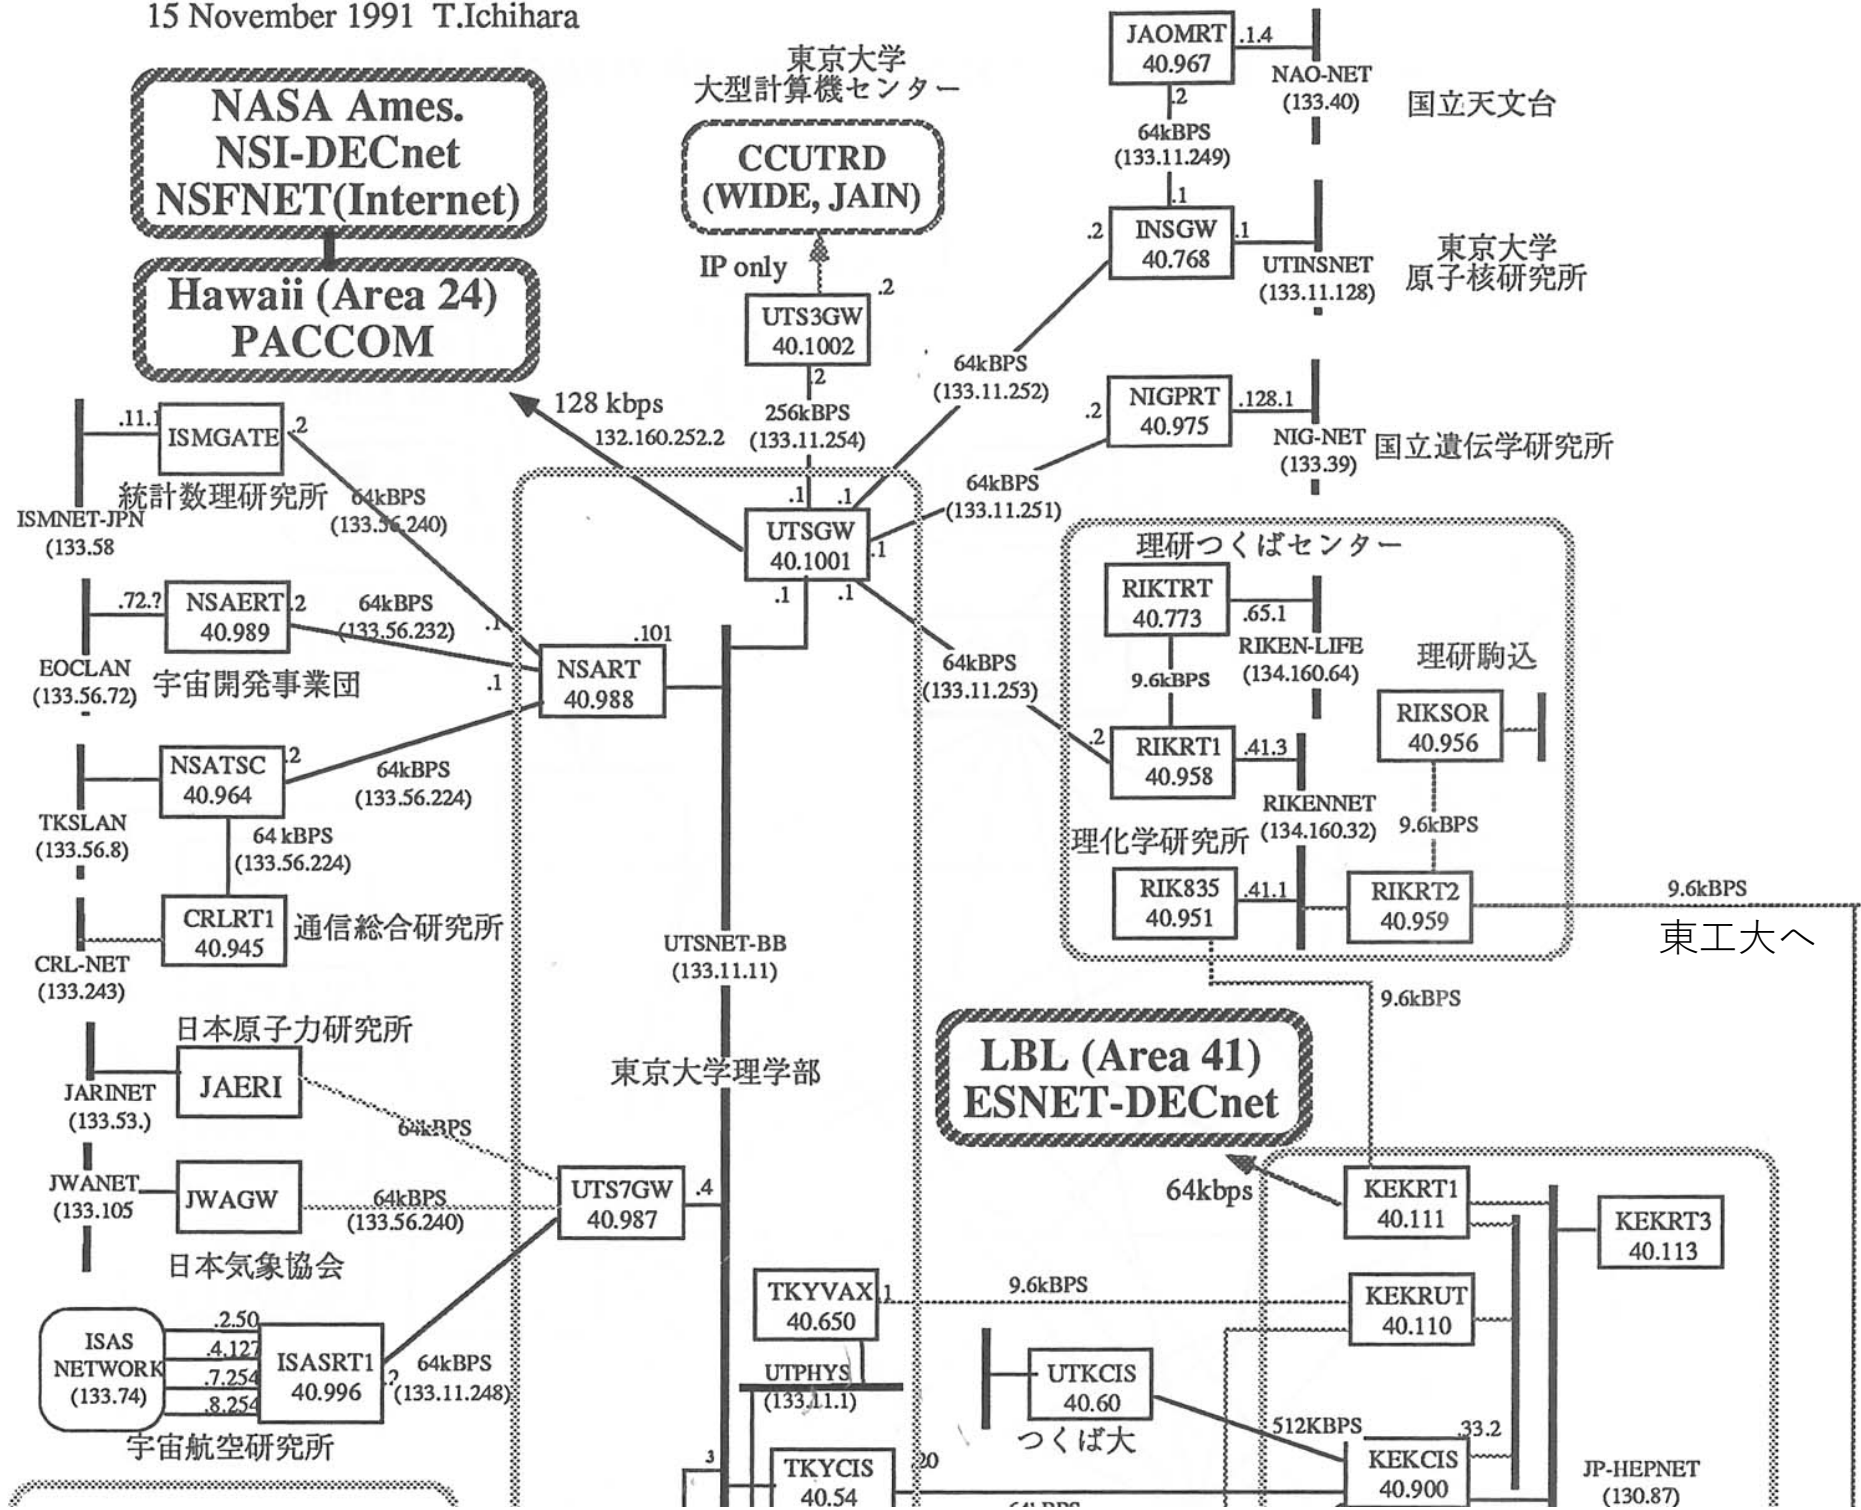 15 November 1991 T.Ichihara
NASA Ames.
NSI-DECnet
NSFNET(Internet)
Hawaii (Area 24)
PACCOM
東京大学
大型計算機センター
CCUTRD
(WIDE, JAIN)
IP only
.2
UTS3GW
40.1002
.2
256kBPS
(133.11.254)
128 kbps
132.160.252.2
JAOMRT
40.967
.1.4
NAO-NET
(133.40)
国立天文台
.2
64kBPS
(133.11.249)
.1
.2
INSGW
40.768
.1
UTINSNET
(133.11.128)
東京大学
原子核研究所
64kBPS
(133.11.252)
.2
NIGPRT
40.975
.128.1
NIG-NET
(133.39)
国立遺伝学研究所
64kBPS
(133.11.251)
.11.1
ISMGATE
.2
統計数理研究所
ISMNET-JPN
(133.58
64kBPS
(133.56.240)
.1
.1
UTSGW
40.1001
.1
.1
.1
.72.?
NSAERT
40.989
.2
64kBPS
(133.56.232)
.1
EOCLAN
(133.56.72)
宇宙開発事業団
.1
.101
NSART
40.988
64kBPS
(133.11.253)
理研つくばセンター
RIKTRT
40.773
.65.1
RIKEN-LIFE
(134.160.64)
9.6kBPS
理研駒込
RIKSOR
40.956
.2
RIKRT1
40.958
.41.3
RIKENNET
(134.160.32)
9.6kBPS
理化学研究所
RIK835
40.951
.41.1
RIKRT2
40.959
9.6kBPS
東工大へ
9.6kBPS
NSATSC
40.964
.2
64kBPS
(133.56.224)
TKSLAN
(133.56.8)
64 kBPS
(133.56.224)
CRLRT1
40.945
通信総合研究所
CRL-NET
(133.243)
UTSNET-BB
(133.11.11)
東京大学理学部
日本原子力研究所
JAERI
JARINET
(133.53.)
64kBPS
JWANET
(133.105
JWAGW
64kBPS
(133.56.240)
日本気象協会
UTS7GW
40.987
.4
LBL (Area 41)
ESNET-DECnet
64kbps
KEKRT1
40.111
KEKRT3
40.113
ISAS
NETWORK
(133.74)
.2.50
.4.127
.7.254
.8.254
ISASRT1
40.996
.?
64kBPS
(133.11.248)
宇宙航空研究所
TKYVAX
40.650
.1
9.6kBPS
KEKRUT
40.110
UTPHYS
(133.11.1)
UTKCIS
40.60
つくば大
512KBPS
.33.2
KEKCIS
40.900
JP-HEPNET
(130.87)
3
TKYCIS
40.54
20
64kBPS